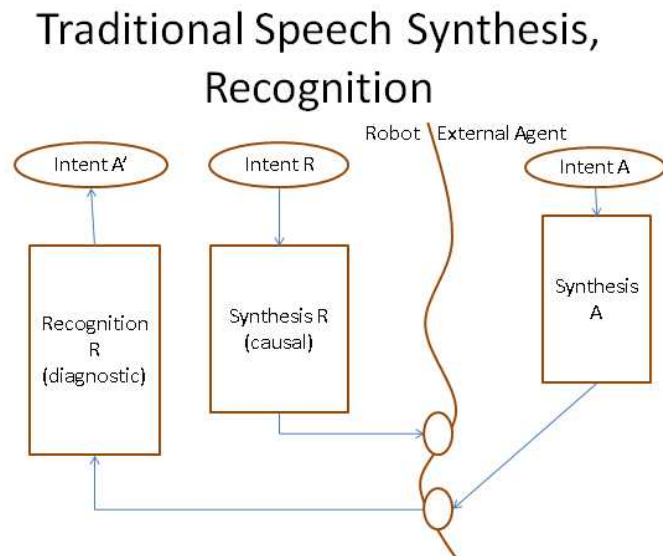 Traditional Speech Synthesis,
Recognition
Robot External Agent
Intent A'
Intent R
Intent A
Recognition
R
(diagnostic)
Synthesis R
(causal)
Synthesis
A